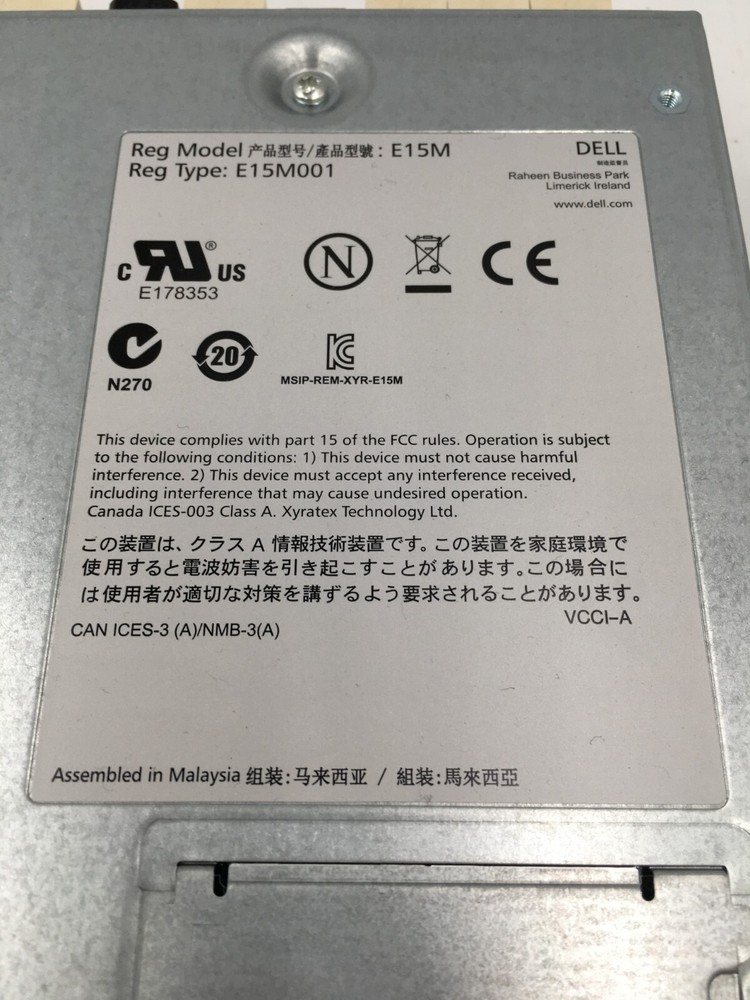 Reg Model 产品型号/產品型號: E15M
Reg Type: E15M001
DELL
Raheen Business Park
Limerick Ireland
www.dell.com
C RU® US
E178353
N
CE
N270
20
KC
MSIP-REM-XYR-E15M
This device complies with part 15 of the FCC rules. Operation is subject
to the following conditions: 1) This device must not cause harmful
interference. 2) This device must accept any interference received,
including interference that may cause undesired operation.
Canada ICES-003 Class A. Xyratex Technology Ltd.
この装置は、クラス A 情報技術装置です。この装置を家庭環境で
使用すると電波妨害を引き起こすことがあります。この場合に
は使用者が適切な対策を講ずるよう要求されることがあります。
VCCI-A
CAN ICES-3 (A)/NMB-3(A)
Assembled in Malaysia 组装:马来西亚 / 組装:馬來西亞